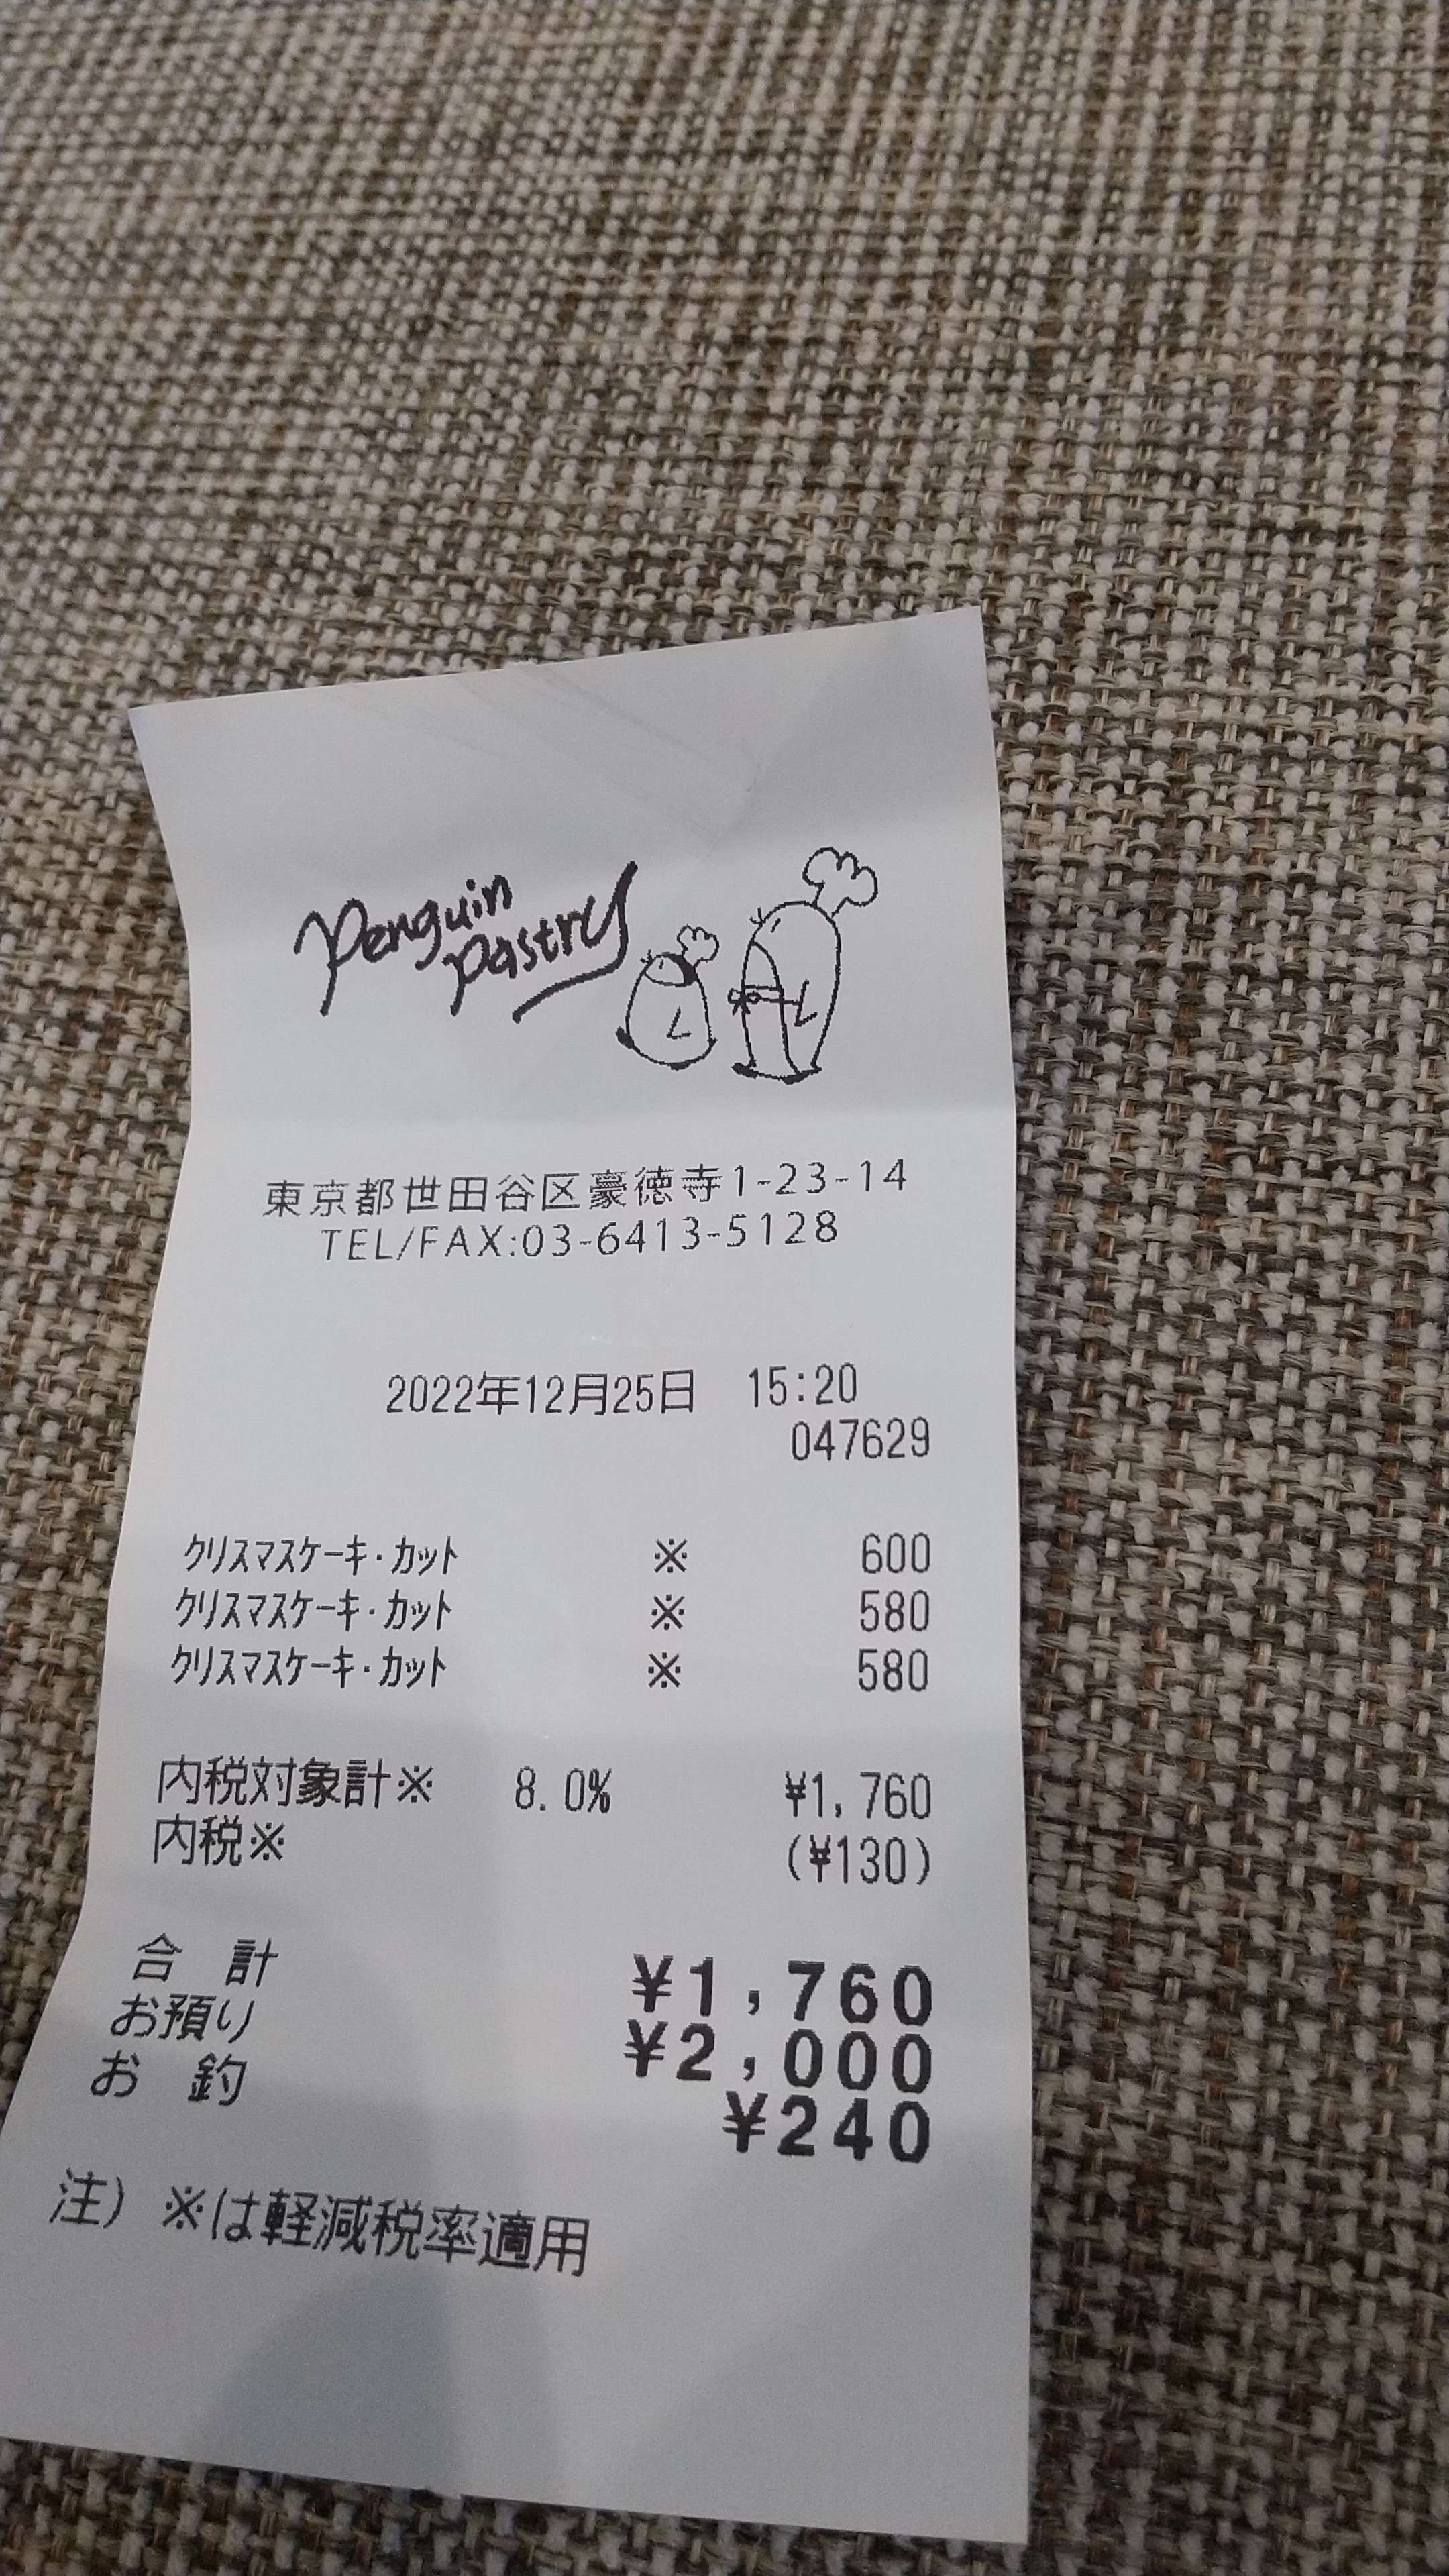 Penguin
Pastry
東京都世田谷区豪徳寺1-23-14
TEL/FAX:03-6413-5128
2022年12月25日 15:20
047629
ｸﾘｽﾏｽｹｰｷ･ｶｯﾄ ※ 600
ｸﾘｽﾏｽｹｰｷ･ｶｯﾄ ※ 580
ｸﾘｽﾏｽｹｰｷ･ｶｯﾄ ※ 580
内税対象計※ 8.0% ¥1,760
内税※ (¥130)
合 計 ¥1,760
お預り ¥2,000
お 釣 ¥240
注) ※は軽減税率適用